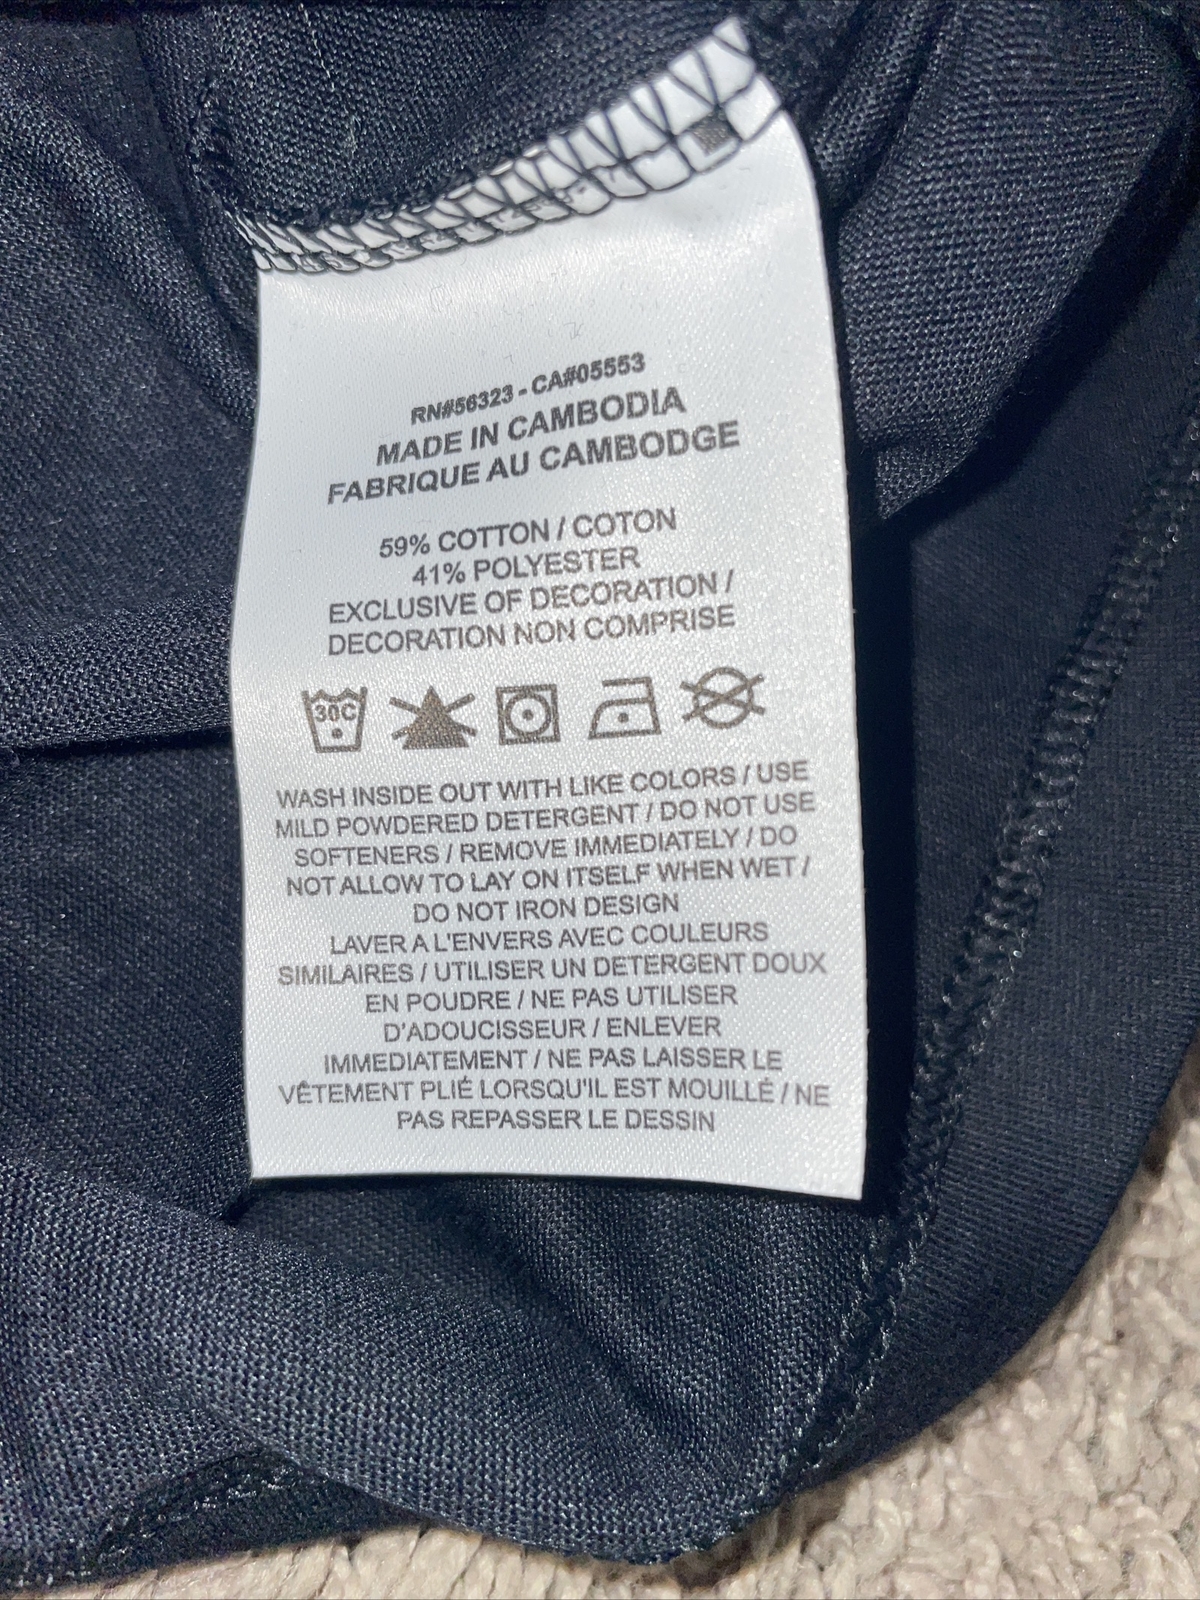 RN#56323 - CA#05553
MADE IN CAMBODIA
FABRIQUE AU CAMBODGE
59% COTTON / COTON
41% POLYESTER
EXCLUSIVE OF DECORATION /
DECORATION NON COMPRISE
30C
WASH INSIDE OUT WITH LIKE COLORS / USE
MILD POWDERED DETERGENT / DO NOT USE
SOFTENERS / REMOVE IMMEDIATELY / DO
NOT ALLOW TO LAY ON ITSELF WHEN WET /
DO NOT IRON DESIGN
LAVER A L'ENVERS AVEC COULEURS
SIMILAIRES / UTILISER UN DETERGENT DOUX
EN POUDRE / NE PAS UTILISER
D'ADOUCISSEUR / ENLEVER
IMMEDIATEMENT / NE PAS LAISSER LE
VÊTEMENT PLIÉ LORSQU'IL EST MOUILLÉ / NE
PAS REPASSER LE DESSIN